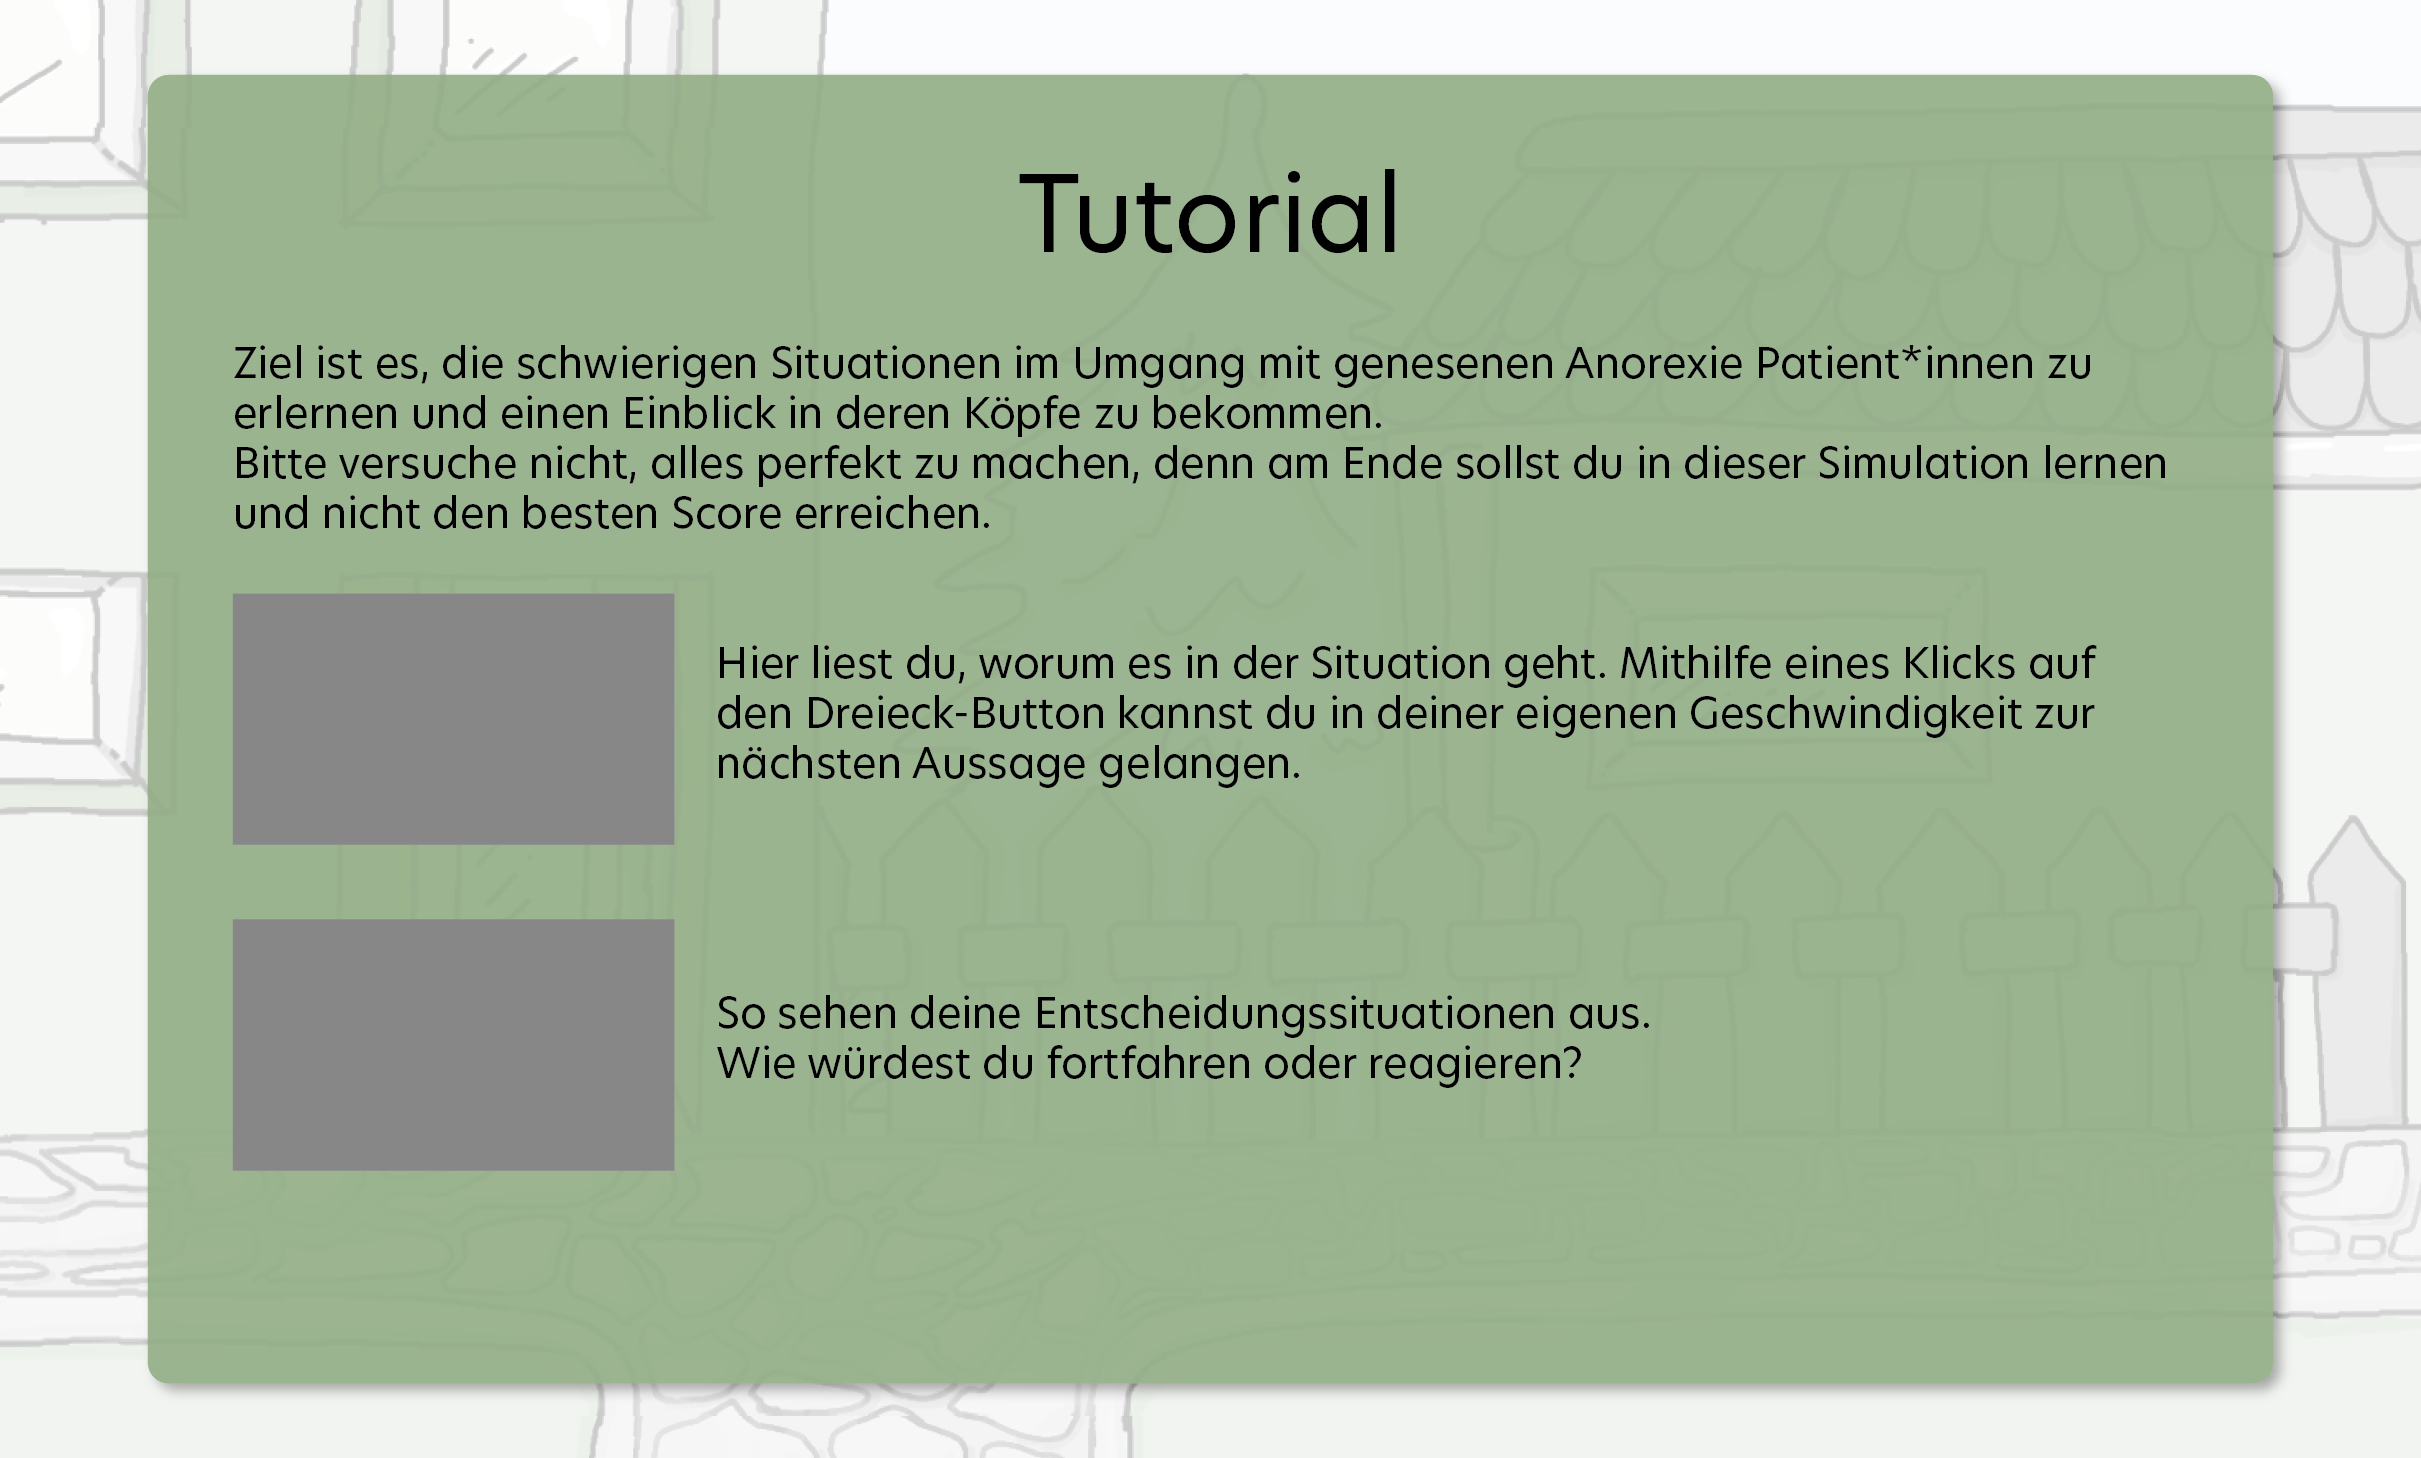 Tutorial
Ziel ist es, die schwierigen Situationen im Umgang mit genesenen Anorexie Patient*innen zu
erlernen und einen Einblick in deren Köpfe zu bekommen.
Bitte versuche nicht, alles perfekt zu machen, denn am Ende sollst du in dieser Simulation lernen
und nicht den besten Score erreichen.
Hier liest du, worum es in der Situation geht. Mithilfe eines Klicks auf
den Dreieck-Button kannst du in deiner eigenen Geschwindigkeit zur
nächsten Aussage gelangen.
So sehen deine Entscheidungssituationen aus.
Wie würdest du fortfahren oder reagieren?